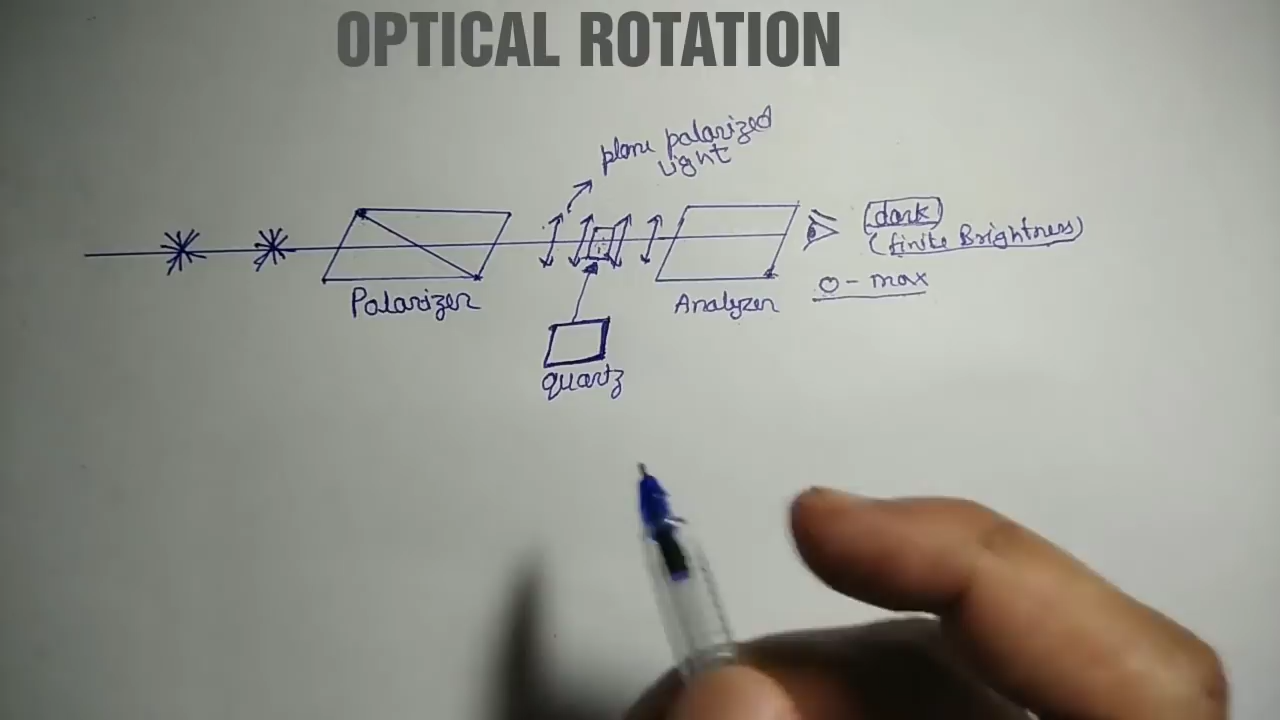 OPTICAL ROTATION
plane polarized
light
dark
(finite Brightness)
0 - max
Polarizer
Analyzer
quartz